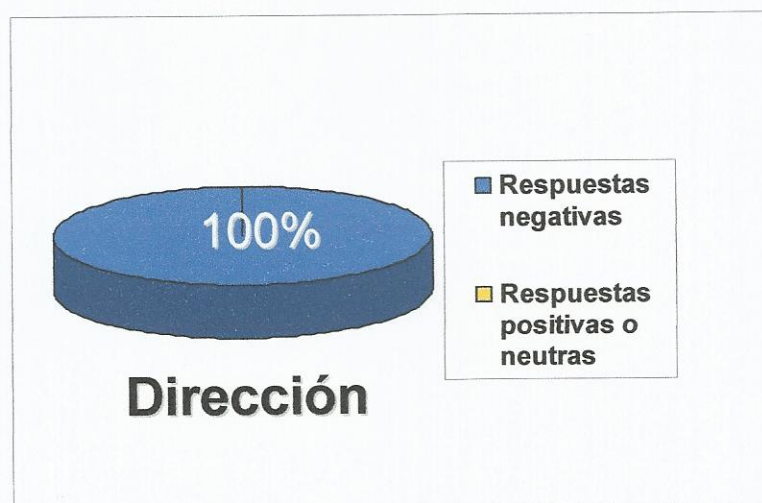 100%
Respuestas
negativas
Respuestas
positivas o
neutras
Dirección